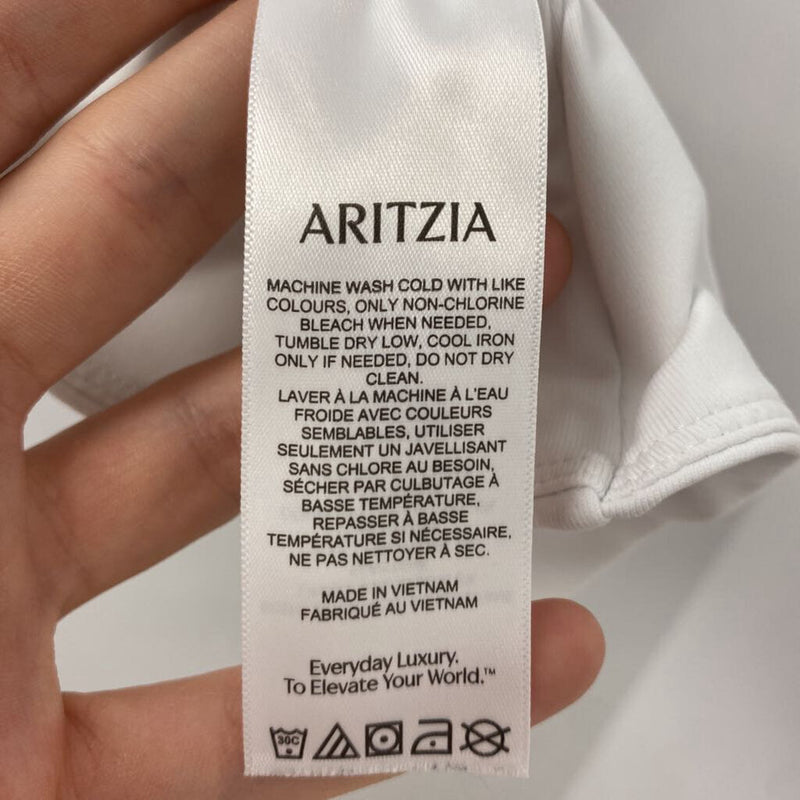 ARITZIA
MACHINE WASH COLD WITH LIKE
COLOURS, ONLY NON-CHLORINE
BLEACH WHEN NEEDED,
TUMBLE DRY LOW, COOL IRON
ONLY IF NEEDED, DO NOT DRY
CLEAN.
LAVER À LA MACHINE À L'EAU
FROIDE AVEC COULEURS
SEMBLABLES, UTILISER
SEULEMENT UN JAVELLISANT
SANS CHLORE AU BESOIN,
SÉCHER PAR CULBUTAGE À
BASSE TEMPÉRATURE,
REPASSER À BASSE
TEMPÉRATURE SI NÉCESSAIRE,
NE PAS NETTOYER À SEC.
MADE IN VIETNAM
FABRIQUÉ AU VIETNAM
Everyday Luxury.
To Elevate Your World.™
30C